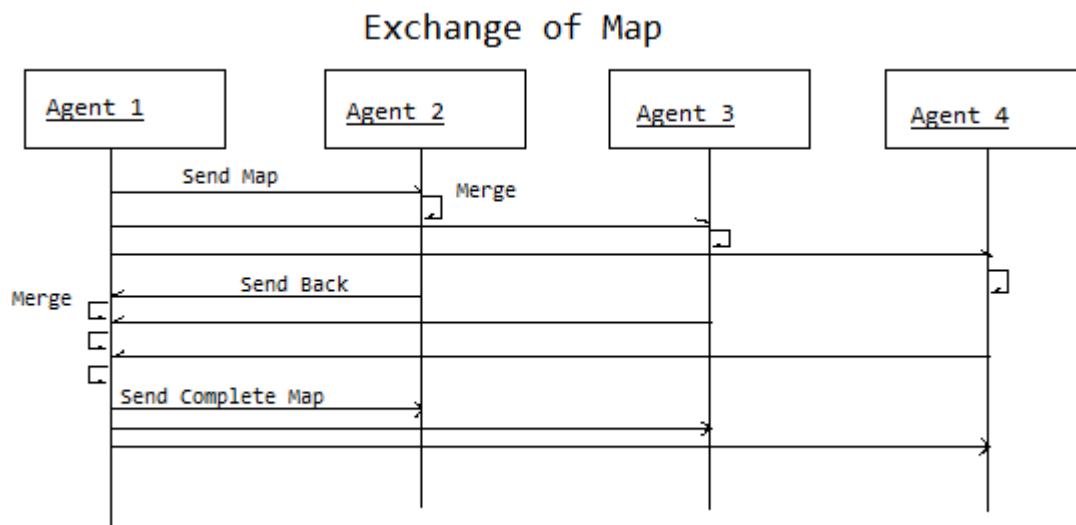 Exchange of Map
Agent 1
Agent 2
Agent 3
Agent 4
Send Map
Merge
Send Back
Merge
Send Complete Map